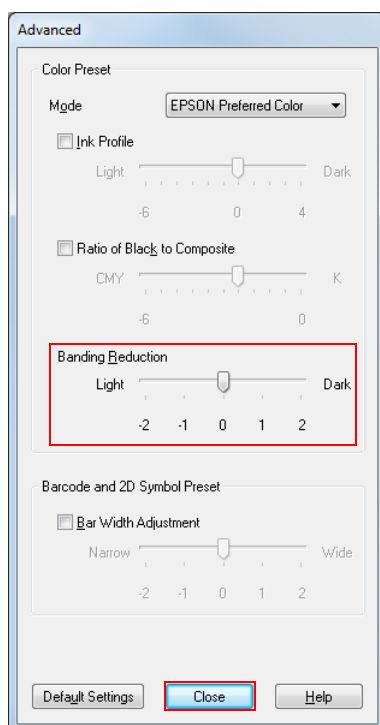 Advanced
Color Preset
Mode EPSON Preferred Color
Ink Profile
Light Dark
-6 0 4
Ratio of Black to Composite
CMY K
-6 0
Banding Reduction
Light Dark
-2 -1 0 1 2
Barcode and 2D Symbol Preset
Bar Width Adjustment
Narrow Wide
-2 -1 0 1 2
Default Settings Close Help